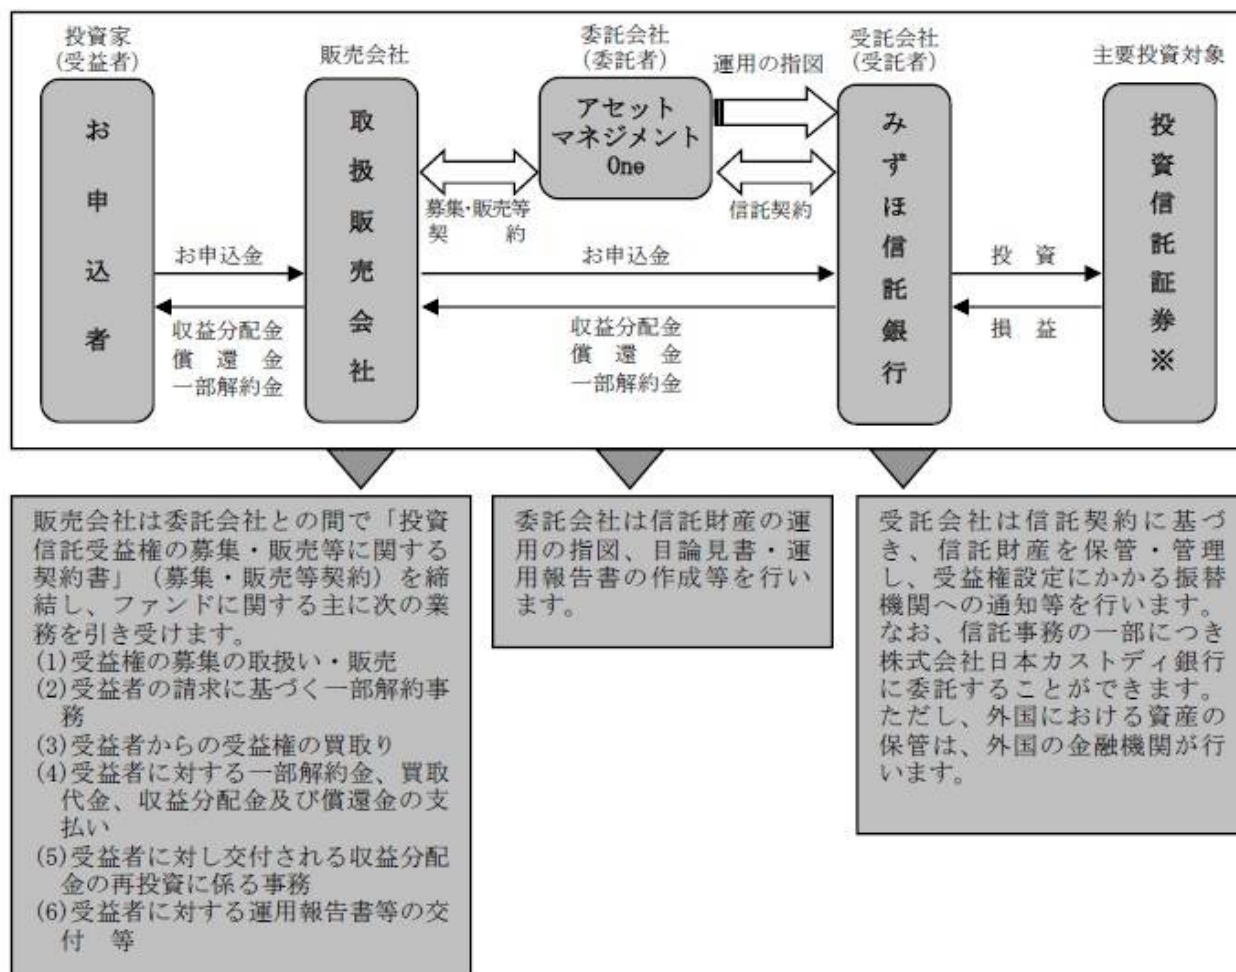 投資家
(受益者)
お申込者
販売会社
取扱販売会社
委託会社
(委託者)
アセット
マネジメント
One
運用の指図
受託会社
(受託者)
みずほ信託銀行
主要投資対象
投資信託証券※
募集・販売等
契　約
信託契約
お申込金
お申込金
投　資
収益分配金
償　還　金
一部解約金
収益分配金
償　還　金
一部解約金
損　益
販売会社は委託会社との間で「投資
信託受益権の募集・販売等に関する
契約書」（募集・販売等契約）を締
結し、ファンドに関する主に次の業
務を引き受けます。
(1)受益権の募集の取扱い・販売
(2)受益者の請求に基づく一部解約事
務
(3)受益者からの受益権の買取り
(4)受益者に対する一部解約金、買取
代金、収益分配金及び償還金の支
払い
(5)受益者に対し交付される収益分配
金の再投資に係る事務
(6)受益者に対する運用報告書等の交
付　等
委託会社は信託財産の運
用の指図、目論見書・運
用報告書の作成等を行い
ます。
受託会社は信託契約に基づ
き、信託財産を保管・管理
し、受益権設定にかかる振替
機関への通知等を行います。
なお、信託事務の一部につき
株式会社日本カストディ銀行
に委託することができます。
ただし、外国における資産の
保管は、外国の金融機関が行
います。